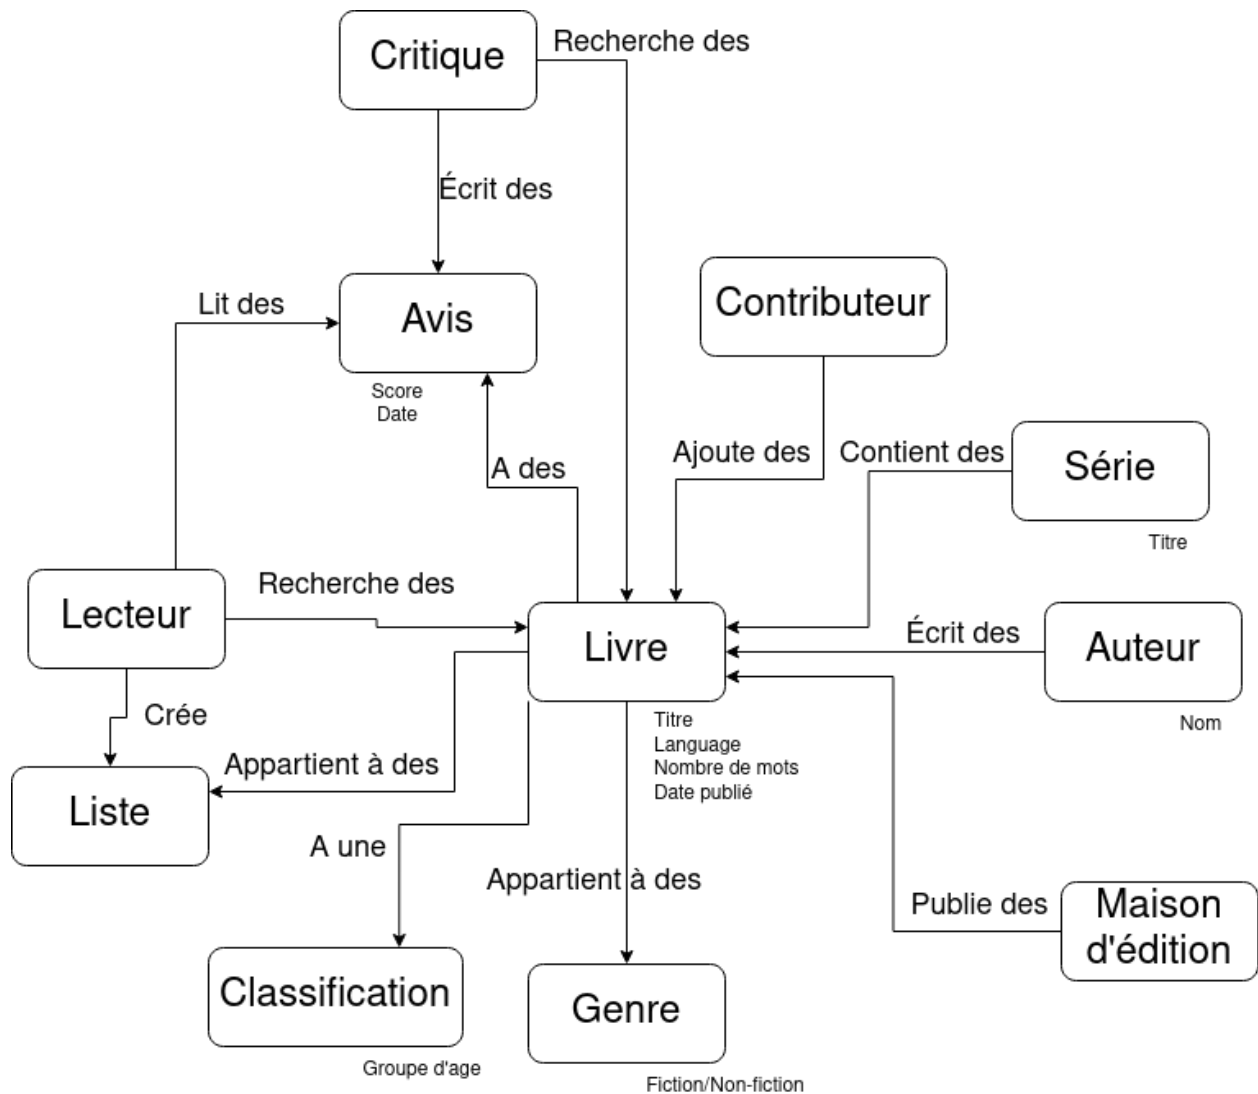 Critique
Recherche des
Écrit des
Contributeur
Lit des
Avis
Score
Date
Ajoute des
Contient des
Série
Titre
A des
Lecteur
Recherche des
Livre
Écrit des
Auteur
Nom
Titre
Language
Nombre de mots
Date publié
Crée
Appartient à des
Liste
A une
Appartient à des
Publie des
Maison
d'édition
Classification
Groupe d'age
Genre
Fiction/Non-fiction